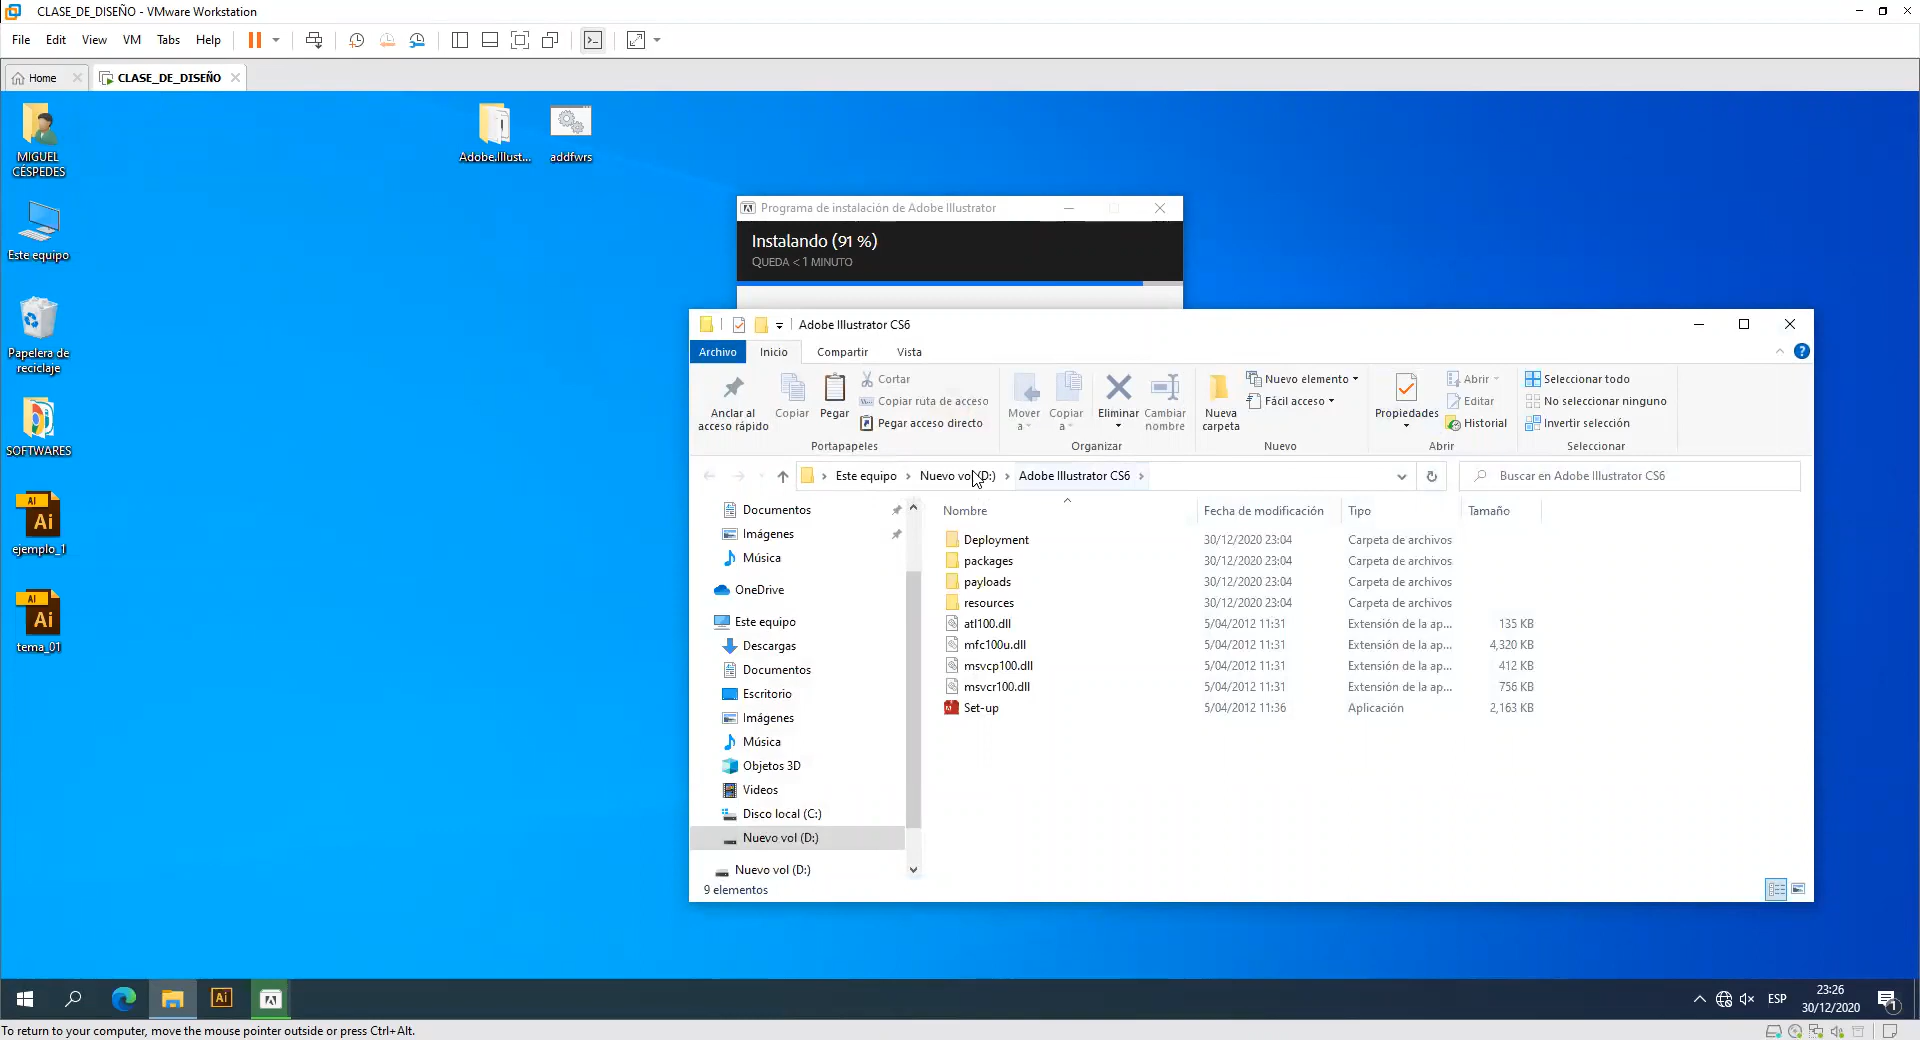 CLASE_DE_DISEÑO - VMware Workstation
File Edit View VM Tabs Help
Home CLASE_DE_DISEÑO
MIGUEL CÉSPEDES
Este equipo
Papelera de reciclaje
SOFTWARES
ejemplo_1
tema_01
Adobe.Illust...
addfwrs
Programa de instalación de Adobe Illustrator
Instalando (91 %)
QUEDA < 1 MINUTO
Adobe Illustrator CS6
Archivo Inicio Compartir Vista
Anclar al acceso rápido
Copiar
Pegar
Cortar
Copiar ruta de acceso
Pegar acceso directo
Portapapeles
Mover a
Copiar a
Eliminar
Cambiar nombre
Organizar
Nueva carpeta
Nuevo elemento
Fácil acceso
Nuevo
Propiedades
Abrir
Editar
Historial
Abrir
Seleccionar todo
No seleccionar ninguno
Invertir selección
Seleccionar
Este equipo > Nuevo vol (D:) > Adobe Illustrator CS6 >
Buscar en Adobe Illustrator CS6
Documentos
Imágenes
Música
OneDrive
Este equipo
Descargas
Documentos
Escritorio
Imágenes
Música
Objetos 3D
Videos
Disco local (C:)
Nuevo vol (D:)
Nuevo vol (D:)
9 elementos
Nombre Fecha de modificación Tipo Tamaño
Deployment 30/12/2020 23:04 Carpeta de archivos
packages 30/12/2020 23:04 Carpeta de archivos
payloads 30/12/2020 23:04 Carpeta de archivos
resources 30/12/2020 23:04 Carpeta de archivos
atl100.dll 5/04/2012 11:31 Extensión de la ap... 135 KB
mfc100u.dll 5/04/2012 11:31 Extensión de la ap... 4,320 KB
msvcp100.dll 5/04/2012 11:31 Extensión de la ap... 412 KB
msvcr100.dll 5/04/2012 11:31 Extensión de la ap... 756 KB
Set-up 5/04/2012 11:36 Aplicación 2,163 KB
Ai
ESP
23:26
30/12/2020
1
To return to your computer, move the mouse pointer outside or press Ctrl+Alt.